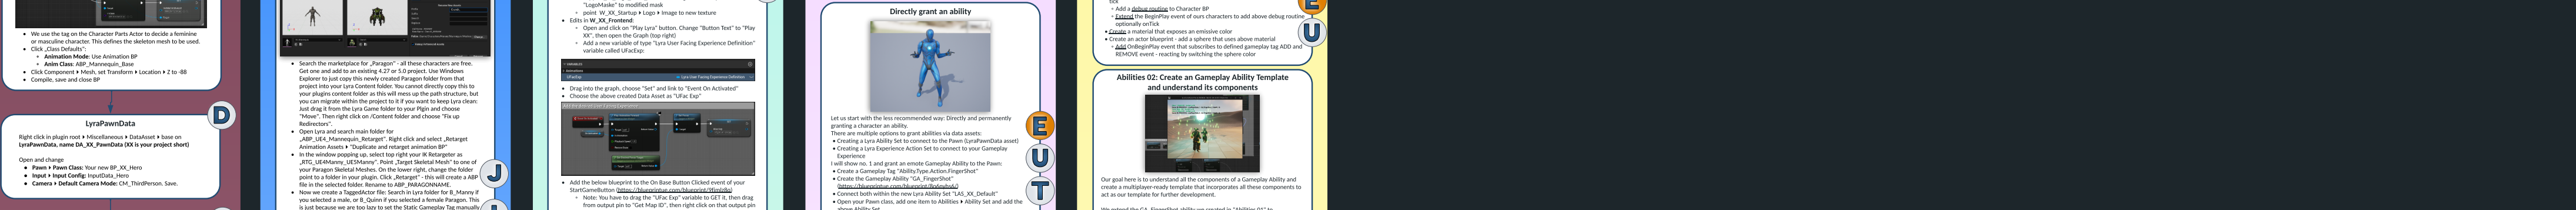 We use the tag on the Character Parts Actor to decide a feminine
or masculine character. This defines the skeleton mesh to be used.
Click „Class Defaults":
Animation Mode: Use Animation BP
Anim Class: ABP_Mannequin_Base
Click Component Mesh, set Transform Location Z to -88
Compile, save and close BP
D
LyraPawnData
Right click in plugin root Miscellaneous DataAsset base on
LyraPawnData, name DA_XX_PawnData (XX is your project short)
Open and change
Pawn Pawn Class: Your new BP_XX_Hero
Input Input Config: InputData_Hero
Camera Default Camera Mode: CM_ThirdPerson. Save.
Search the marketplace for „Paragon" - all these characters are free.
Get one and add to an existing 4.27 or 5.0 project. Use Windows
Explorer to just copy this newly created Paragon folder from that
project into your Lyra Content folder. You cannot directly copy this to
your plugins content folder as this will mess up the path structure, but
you can migrate within the project to it if you want to keep Lyra clean:
Just drag it from the Lyra Game folder to your Plgin and choose
"Move". Then right click on /Content folder and choose "Fix up
Redirectors".
Open Lyra and search main folder for
„ABP_UE4_Mannequin_Retarget". Right click and select „Retarget
Animation Assets "Duplicate and retarget animation BP"
In the window popping up, select top right your IK Retargeter as
„RTG_UE4Manny_UE5Manny". Point „Target Skeletal Mesh" to one of
your Paragon Skeletal Meshes. On the lower right, change the folder
point to a folder in your plugin. Click „Retarget" - this will create a ABP
file in the selected folder. Rename to ABP_PARAGONNAME.
Now we create a TaggedActor file: Search in Lyra folder for B_Manny if
you selected a male, or B_Quinn if you selected a female Paragon. This
is just because we are too lazy to set the Static Gameplay Tag manually
J
J
"LogoMaske" to modified mask
point W_XX_Startup Logo Image to new texture
Edits in W_XX_Frontend:
Open and click on "Play Lyra" button. Change "Button Text" to "Play
XX", then open the Graph (top right)
Add a new variable of type "Lyra User Facing Experience Definition"
variable called UFacExp:
VARIABLES
UFacExp Lyra User Facing Experience Definition
Drag into the graph, choose "Set" and link to "Event On Activated"
Choose the above created Data Asset as "UFac Exp"
Add the below blueprint to the On Base Button Clicked event of your
Note: You have to drag the "UFac Exp" variable to GET it, then drag
from output pin to "Get Map ID", then right click on that output pin
Directly grant an ability
Let us start with the less recommended way: Directly and permanently
granting a character an ability.
There are multiple options to grant abilities via data assets:
Creating a Lyra Ability Set to connect to the Pawn (LyraPawnData asset)
Creating a Lyra Experience Action Set to connect to your Gameplay
Experience
I will show no. 1 and grant an emote Gameplay Ability to the Pawn:
Create a Gameplay Tag "Ability.Type.Action.FingerShot"
Create the Gameplay Ability "GA_FingerShot"
Connect both within the new Lyra Ability Set "LAS_XX_Default"
Open your Pawn class, add one item to Abilities Ability Set and add the
above Ability Set
E
U
T
tick
Add a debug routine to Character BP
Extend the BeginPlay event of ours characters to add above debug routine
optionally onTick
Create a material that exposes an emissive color
Create an actor blueprint - add a sphere that uses above material
Add OnBeginPlay event that subscribes to defined gameplay tag ADD and
REMOVE event - reacting by switching the sphere color
E
U
Abilities 02: Create an Gameplay Ability Template
and understand its components
Our goal here is to understand all the components of a Gameplay Ability and
create a multiplayer-ready template that incorporates all these components to
act as our template for further development.